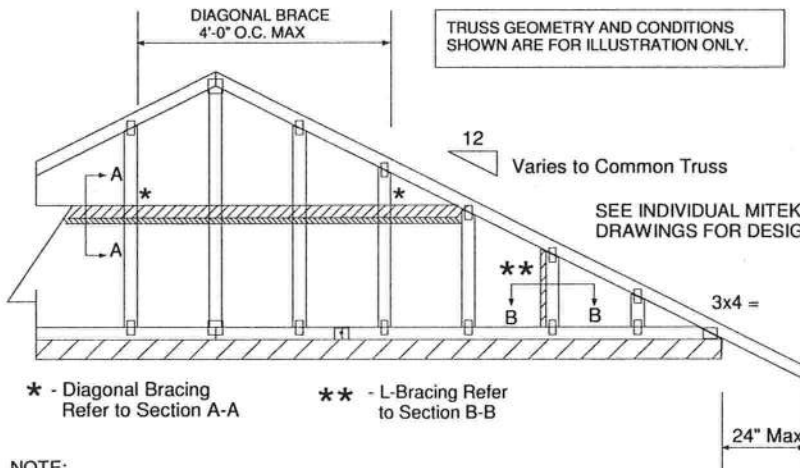 DIAGONAL BRACE
4'-0" O.C. MAX
TRUSS GEOMETRY AND CONDITIONS
SHOWN ARE FOR ILLUSTRATION ONLY.
12
Varies to Common Truss
A
*
*
A
SEE INDIVIDUAL MITEK
DRAWINGS FOR DESIG
**
B
B
3x4 =
* - Diagonal Bracing
Refer to Section A-A
** - L-Bracing Refer
to Section B-B
24" Max
NOTE: